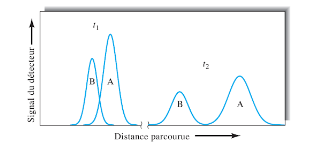 t1
t2
B
A
B
A
Signal du détecteur
Distance parcourue